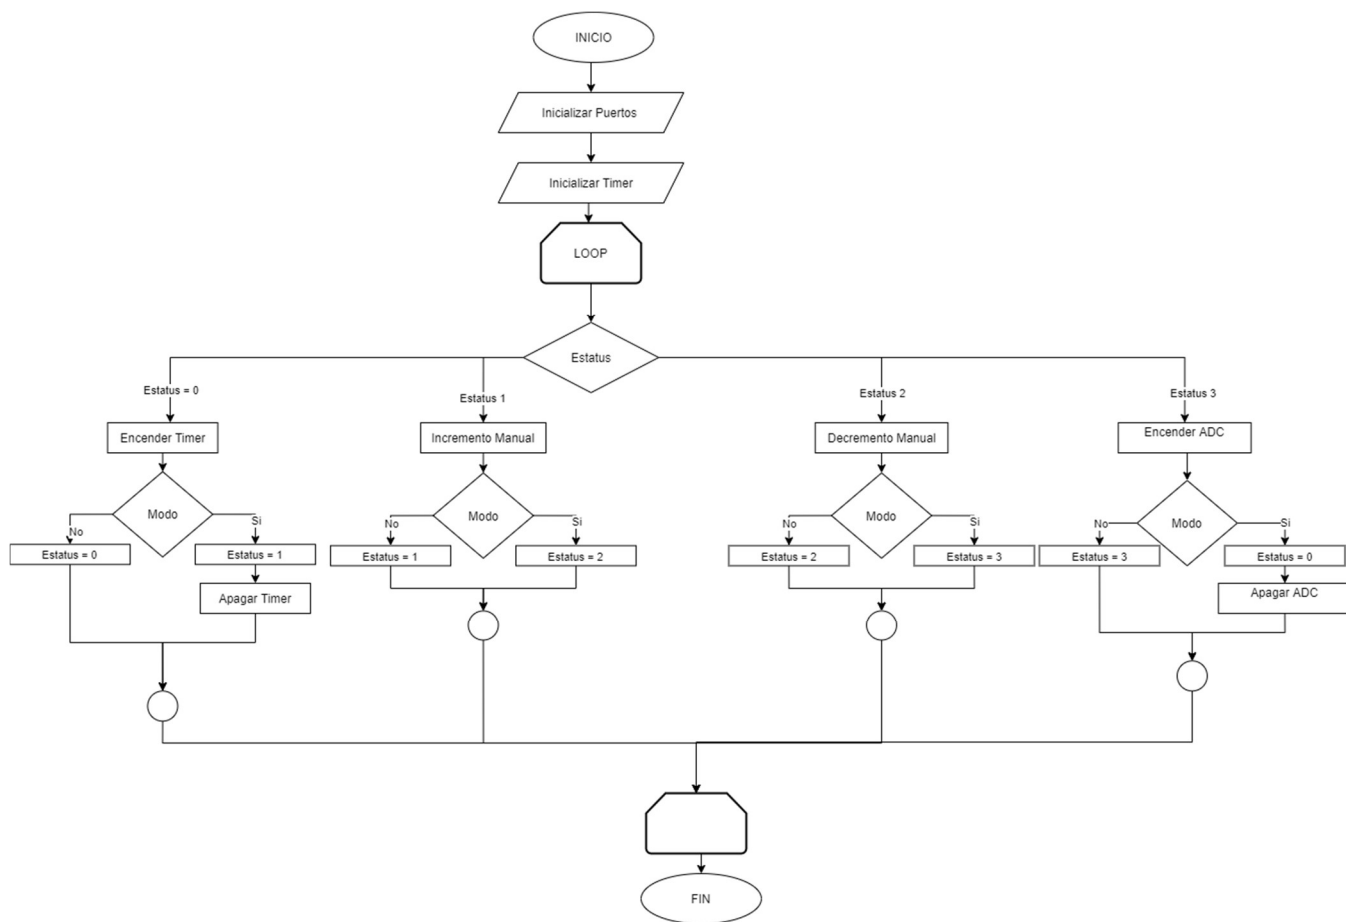 INICIO
Inicializar Puertos
Inicializar Timer
LOOP
Estatus
Estatus = 0
Estatus 1
Estatus 2
Estatus 3
Encender Timer
Incremento Manual
Decremento Manual
Encender ADC
Modo
Modo
Modo
Modo
No
Si
No
Si
No
Si
No
Si
Estatus = 0
Estatus = 1
Estatus = 1
Estatus = 2
Estatus = 2
Estatus = 3
Estatus = 3
Estatus = 0
Apagar Timer
Apagar ADC
FIN